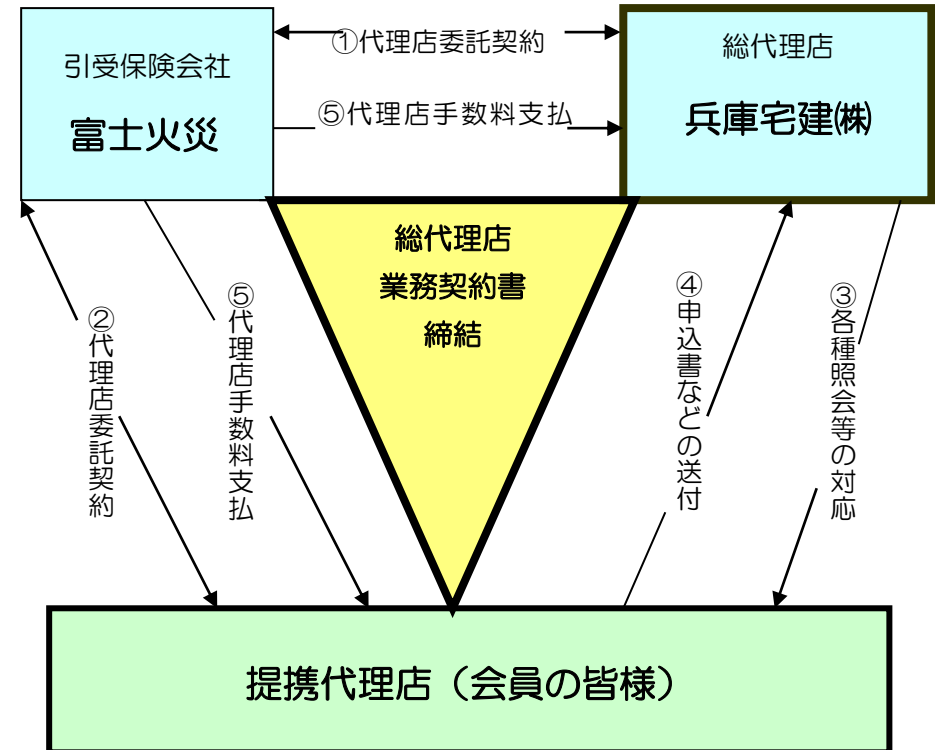 引受保険会社
富士火災
①代理店委託契約
⑤代理店手数料支払
総代理店
兵庫宅建㈱
総代理店
業務契約書
締結
②代理店委託契約
⑤代理店手数料支払
④申込書などの送付
③各種照会等の対応
提携代理店（会員の皆様）